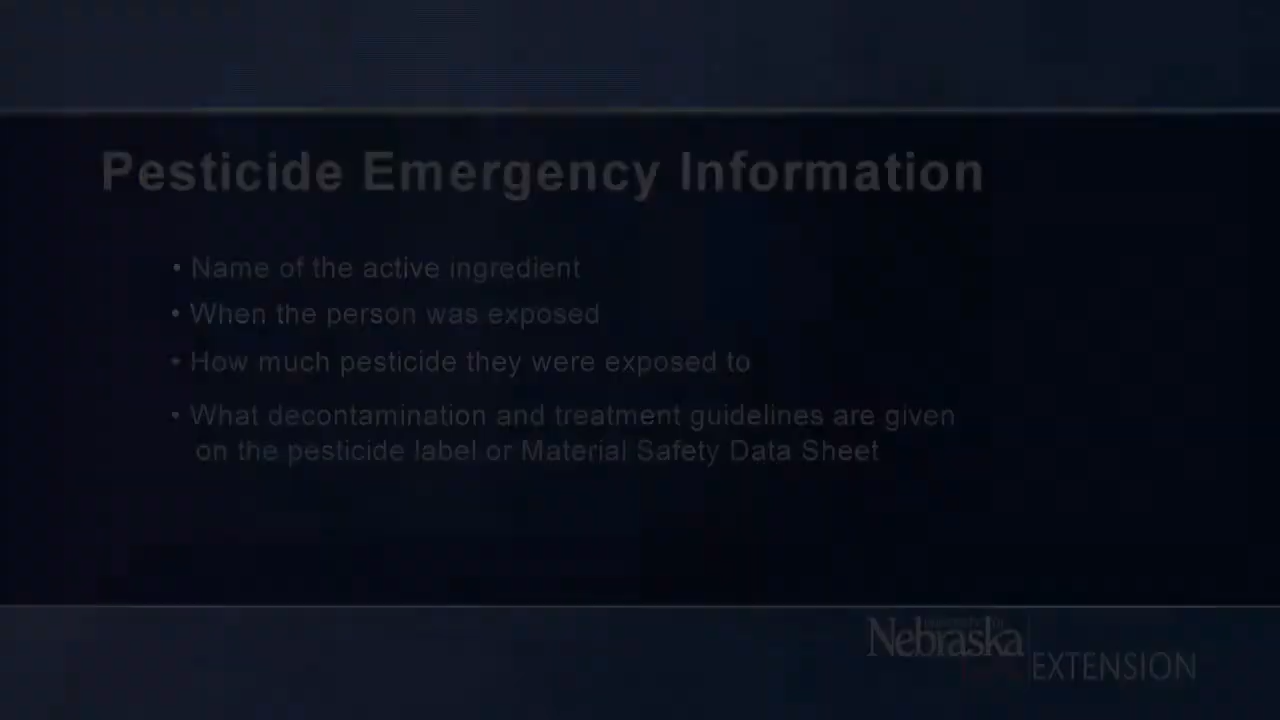 Pesticide Emergency Information
• Name of the active ingredient
• When the person was exposed
• How much pesticide they were exposed to
• What decontamination and treatment guidelines are given
on the pesticide label or Material Safety Data Sheet
UNIVERSITY OF
Nebraska
EXTENSION